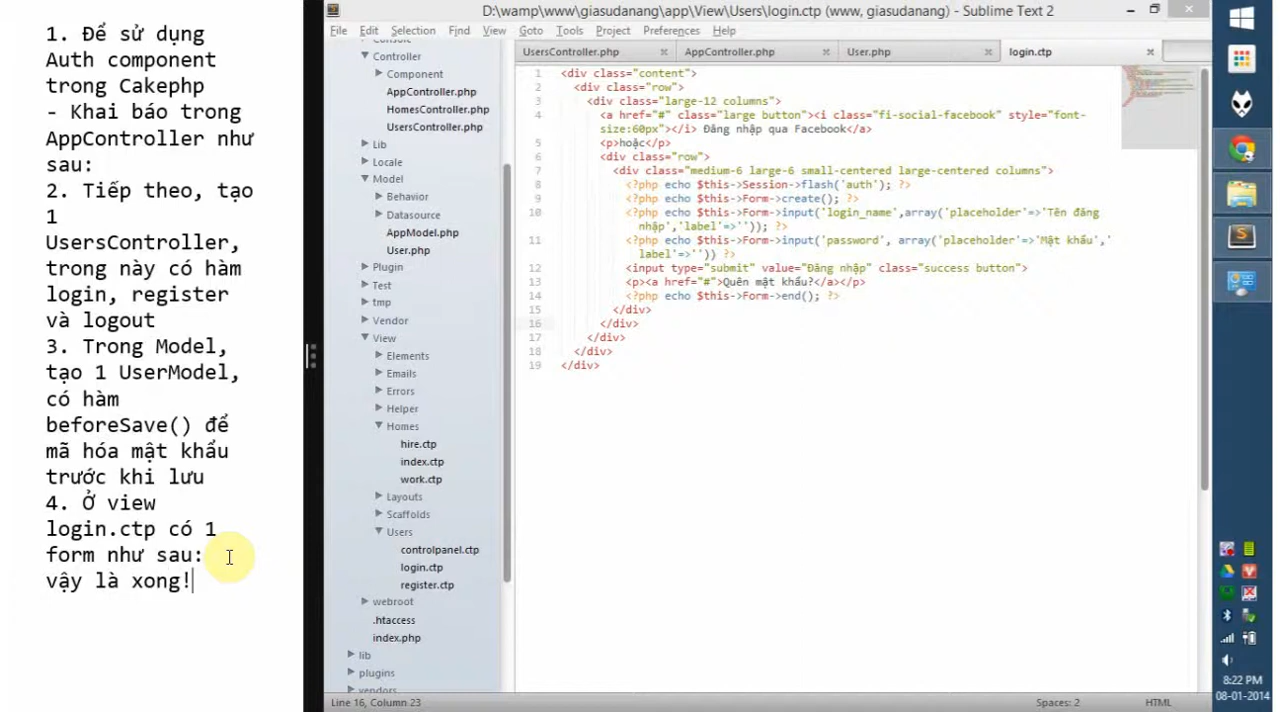 1. Để sử dụng
Auth component
trong Cakephp
- Khai báo trong
AppController như
sau:
2. Tiếp theo, tạo
1
UsersController,
trong này có hàm
login, register
và logout
3. Trong Model,
tạo 1 UserModel,
có hàm
beforeSave() để
mã hóa mật khẩu
trước khi lưu
4. Ở view
login.ctp có 1
form như sau:
vậy là xong!
D:\wamp\www\giasudanang\app\View\Users\login.ctp (www, giasudanang) - Sublime Text 2
File Edit Selection Find View Goto Tools Project Preferences Help
Controller
Component
AppController.php
HomesController.php
UsersController.php
Lib
Locale
Model
Behavior
Datasource
AppModel.php
User.php
Plugin
Test
tmp
Vendor
View
Elements
Emails
Errors
Helper
Homes
hire.ctp
index.ctp
work.ctp
Layouts
Scaffolds
Users
controlpanel.ctp
login.ctp
register.ctp
webroot
.htaccess
index.php
lib
plugins
vendors
UsersController.php AppController.php User.php login.ctp
1 <div class="content">
2 <div class="row">
3 <div class="large-12 columns">
4 <a href="#" class="large button"><i class="fi-social-facebook" style="font-
size:60px"></i> Đăng nhập qua Facebook</a>
5 <p>hoặc</p>
6 <div class="row">
7 <div class="medium-6 large-6 small-centered large-centered columns">
8 <?php echo $this->Session->flash('auth'); ?>
9 <?php echo $this->Form->create(); ?>
10 <?php echo $this->Form->input('login_name',array('placeholder'=>'Tên đăng
nhập','label'=>'')); ?>
11 <?php echo $this->Form->input('password', array('placeholder'=>'Mật khẩu','
label'=>'')) ?>
12 <input type="submit" value="Đăng nhập" class="success button">
13 <p><a href="#">Quên mật khẩu?</a></p>
14 <?php echo $this->Form->end(); ?>
15 </div>
16 </div>
17 </div>
18 </div>
19 </div>
Line 16, Column 23 Spaces: 2 HTML
8:22 PM
08-01-2014